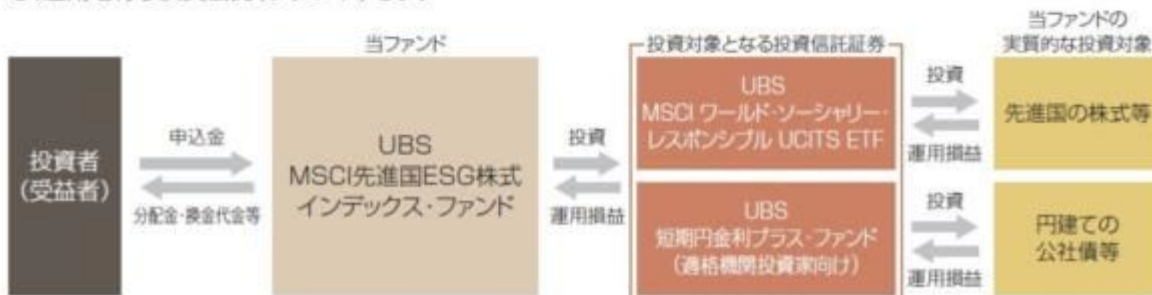 当ファンド
投資対象となる投資信託証券
当ファンドの
実質的な投資対象
投資者
(受益者)
申込金
分配金・換金代金等
UBS
MSCI先進国ESG株式
インデックス・ファンド
投資
運用損益
UBS
MSCI ワールド・ソーシャリー・
レスポンシブル UCITS ETF
投資
運用損益
先進国の株式等
UBS
短期円金利プラス・ファンド
(適格機関投資家向け)
投資
運用損益
円建ての
公社債等